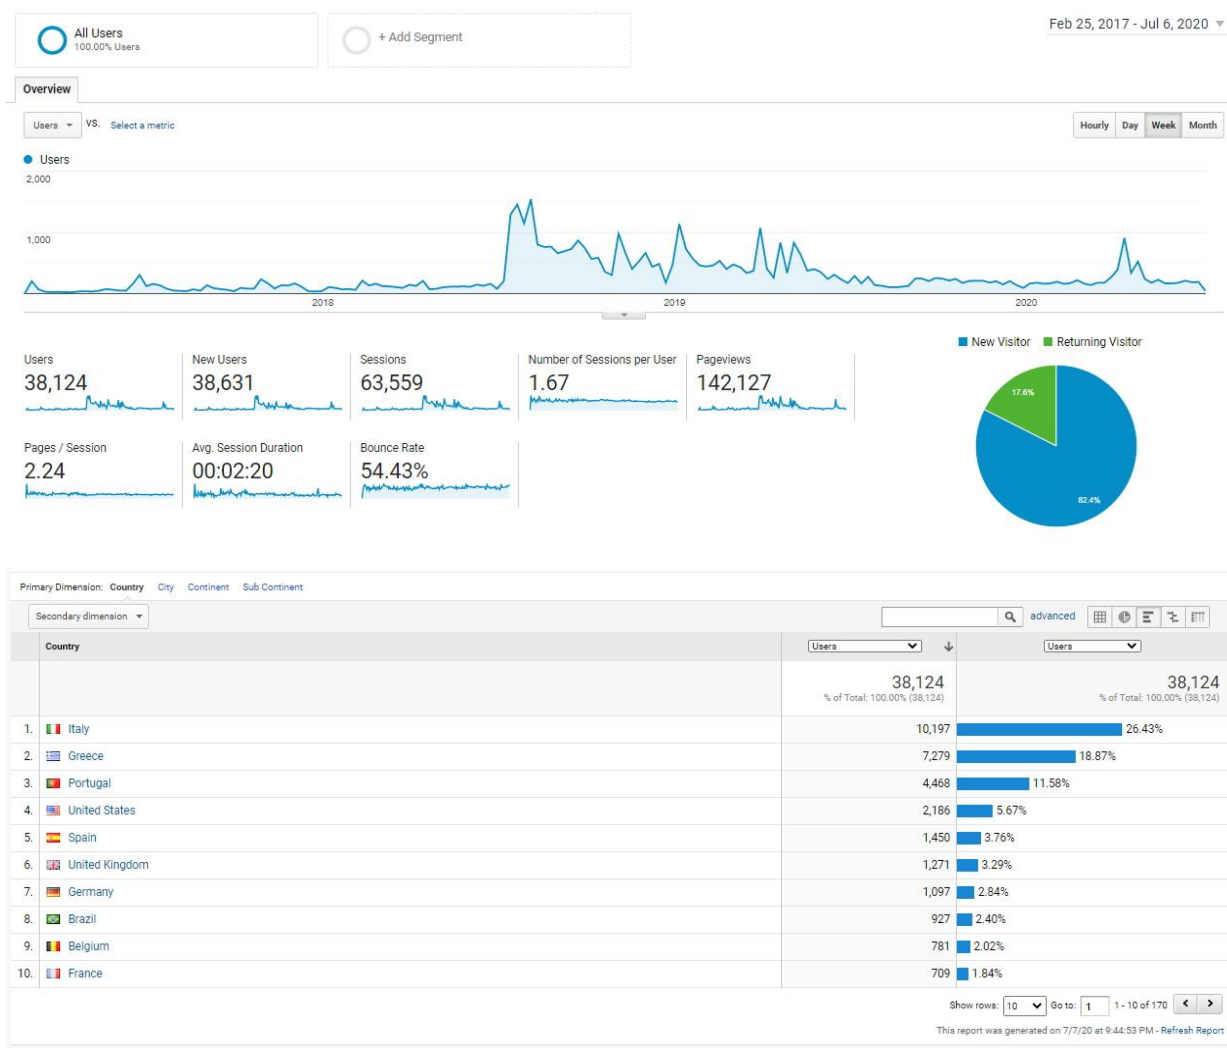 All Users
100.00% Users
+ Add Segment
Feb 25, 2017 - Jul 6, 2020
Overview
Users VS. Select a metric
Hourly Day Week Month
Users
2,000
1,000
2018 2019 2020
New Visitor Returning Visitor
17.6%
82.4%
Users New Users Sessions Number of Sessions per User Pageviews
38,124 38,631 63,559 1.67 142,127
Pages / Session Avg. Session Duration Bounce Rate
2.24 00:02:20 54.43%
Primary Dimension: Country City Continent Sub Continent
Secondary dimension advanced
Country Users Users
38,124 38,124
% of Total: 100.00% (38,124) % of Total: 100.00% (38,124)
1. Italy 10,197 26.43%
2. Greece 7,279 18.87%
3. Portugal 4,468 11.58%
4. United States 2,186 5.67%
5. Spain 1,450 3.76%
6. United Kingdom 1,271 3.29%
7. Germany 1,097 2.84%
8. Brazil 927 2.40%
9. Belgium 781 2.02%
10. France 709 1.84%
Show rows: 10 Go to: 1 1 - 10 of 170
This report was generated on 7/7/20 at 9:44:53 PM - Refresh Report